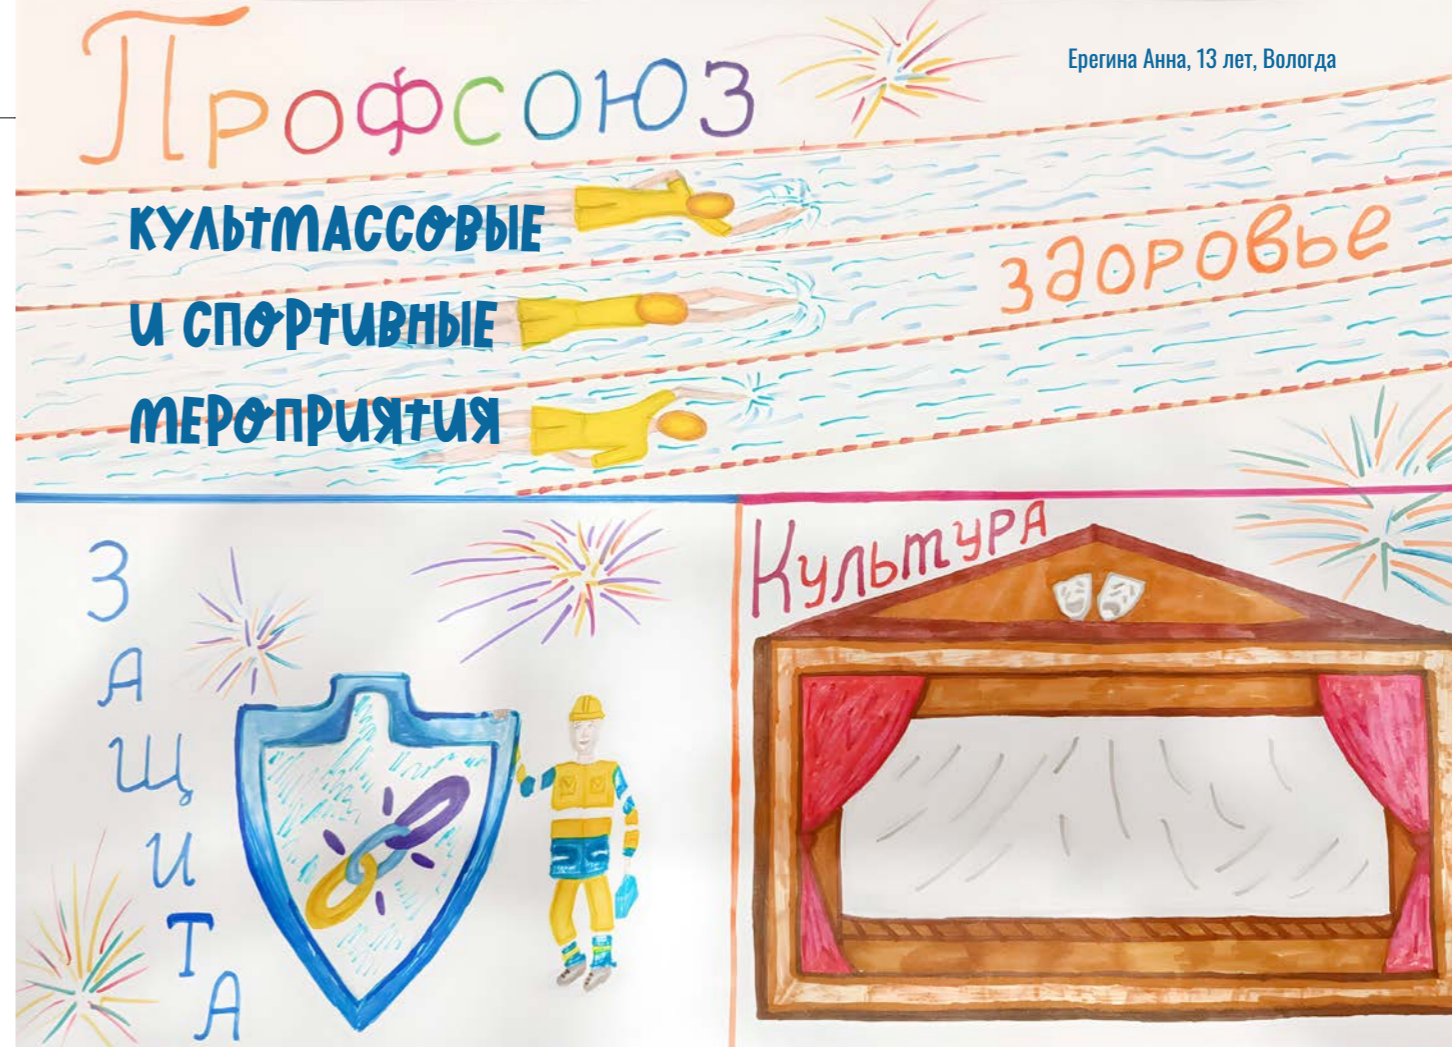 Профсоюз
Ерегина Анна, 13 лет, Вологда
КУЛЬТМАССОВЫЕ
И СПОРТИВНЫЕ
МЕРОПРИЯТИЯ
здоровье
ЗАЩИТА
Культура